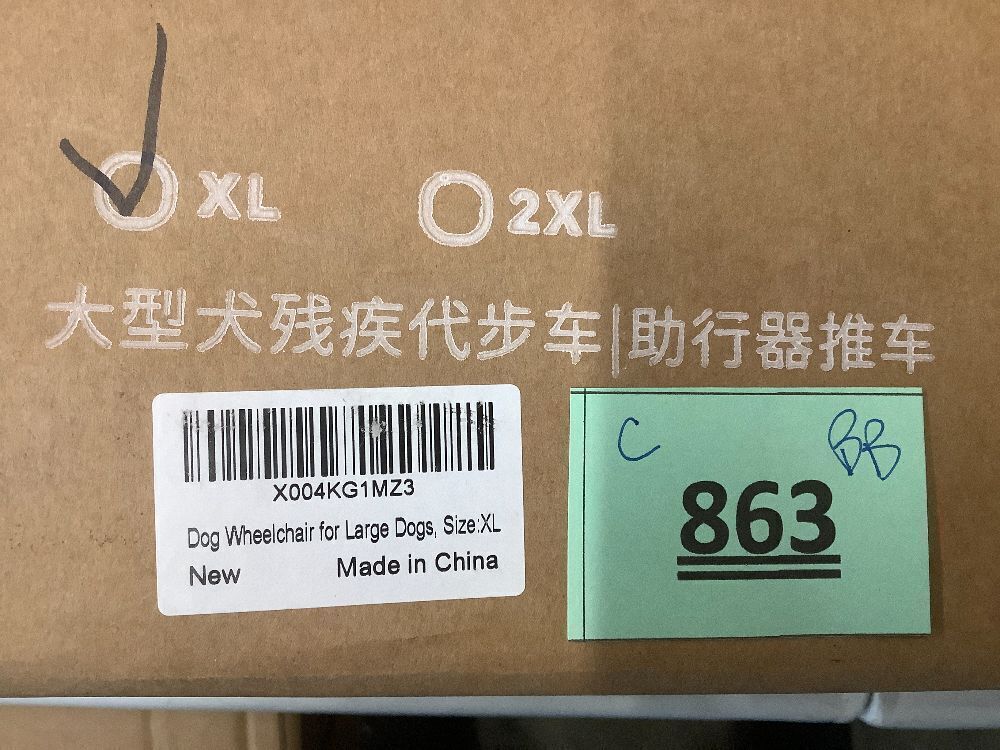 XL 2XL
大型犬残疾代步车|助行器推车
X004KG1MZ3
Dog Wheelchair for Large Dogs, Size:XL
New Made in China
C BB
863